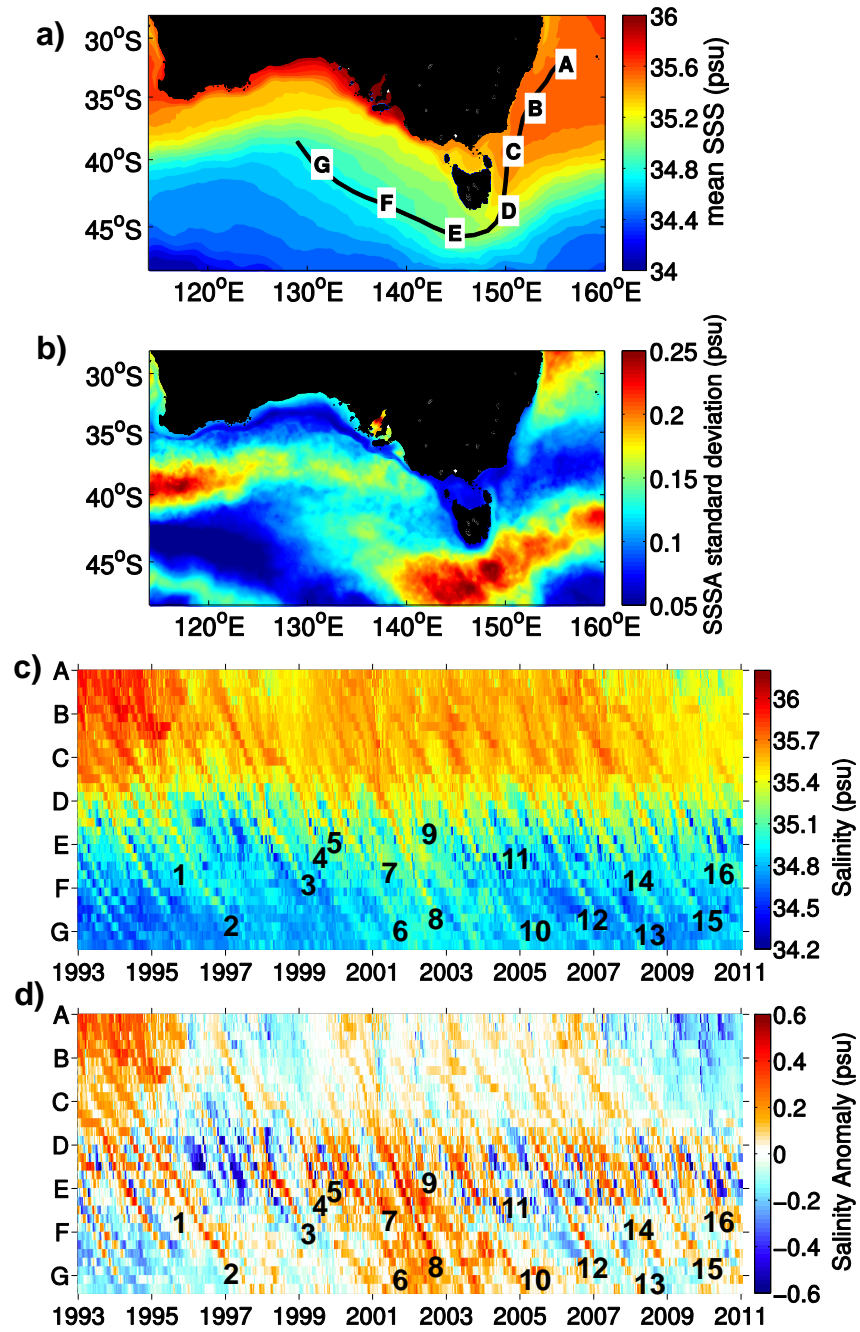 a)
30°S
35°S
40°S
45°S
A
B
C
D
E
F
G
120°E 130°E 140°E 150°E 160°E
36
35.6
35.2
34.8
34.4
34
mean SSS (psu)
b)
30°S
35°S
40°S
45°S
120°E 130°E 140°E 150°E 160°E
0.25
0.2
0.15
0.1
0.05
SSSA standard deviation (psu)
c)
A
B
C
D
E
F
G
1 2 3 4 5 6 7 8 9 10 11 12 13 14 15 16
1993 1995 1997 1999 2001 2003 2005 2007 2009 2011
36
35.7
35.4
35.1
34.8
34.5
34.2
Salinity (psu)
d)
A
B
C
D
E
F
G
1 2 3 4 5 6 7 8 9 10 11 12 13 14 15 16
1993 1995 1997 1999 2001 2003 2005 2007 2009 2011
0.6
0.4
0.2
0
−0.2
−0.4
−0.6
Salinity Anomaly (psu)